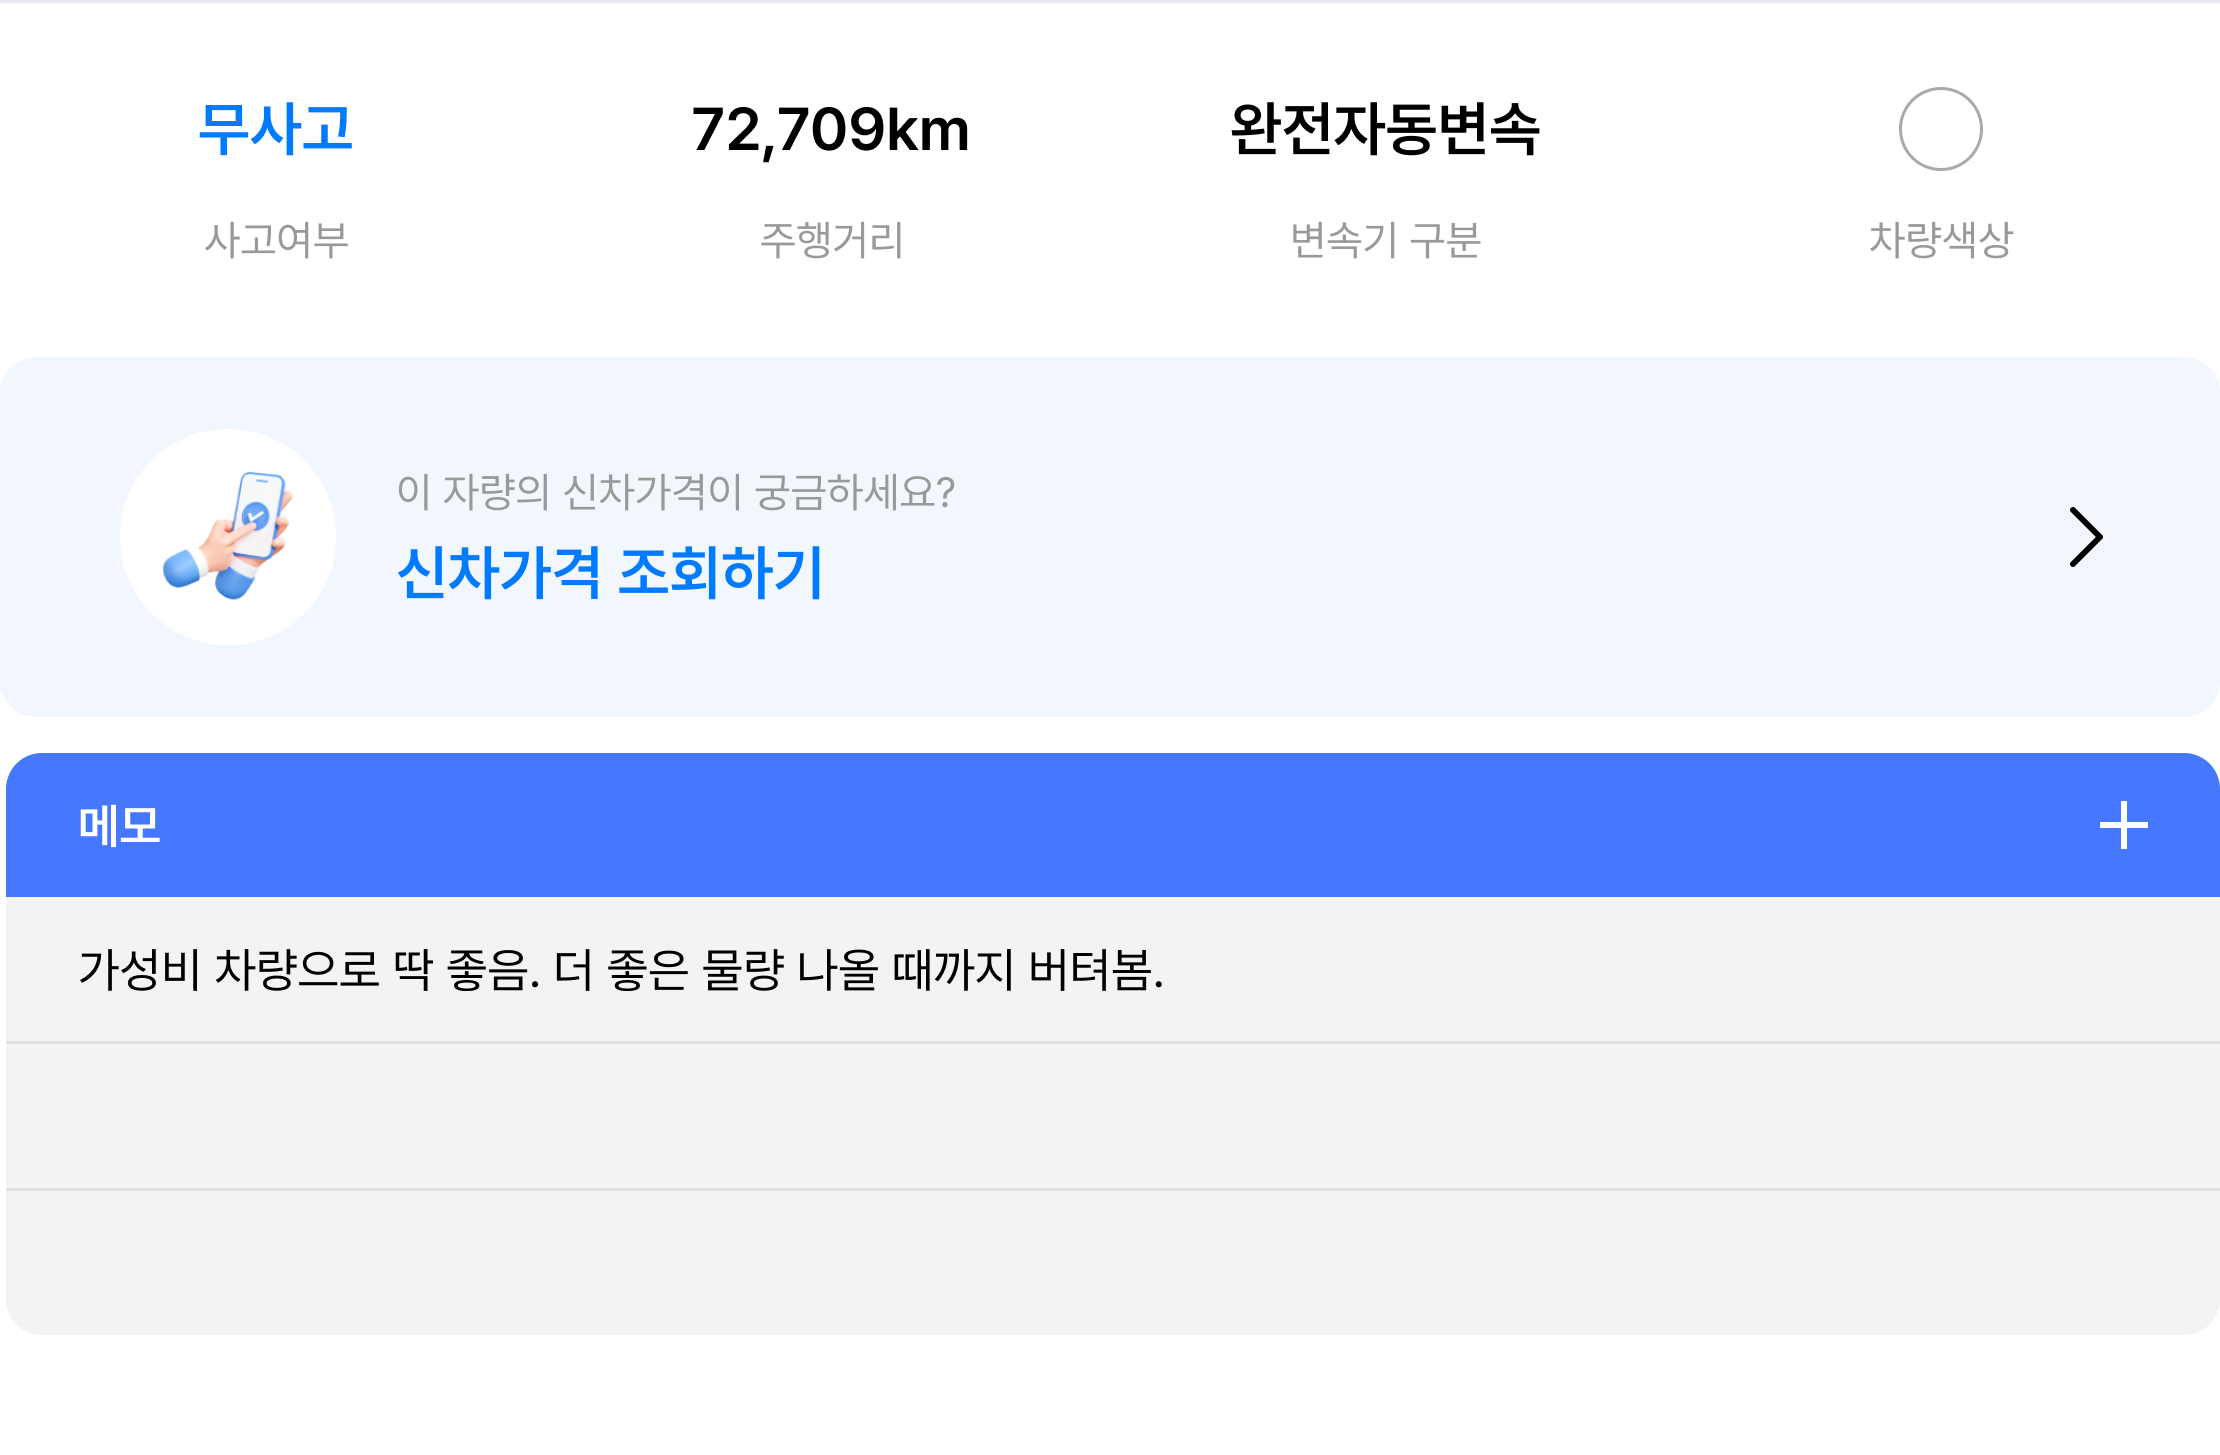 무사고 72,709km 완전자동변속
사고여부 주행거리 변속기 구분 차량색상
이 자량의 신차가격이 궁금하세요?
신차가격 조회하기
메모
가성비 차량으로 딱 좋음. 더 좋은 물량 나올 때까지 버텨봄.